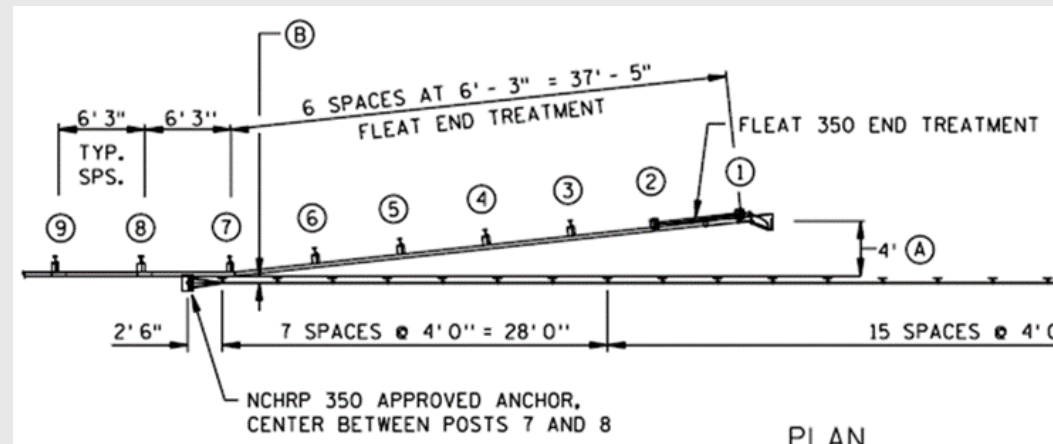 B
6 SPACES AT 6' - 3" = 37' - 5"
FLEAT END TREATMENT
6' 3" 6' 3"
TYP.
SPS.
FLEAT 350 END TREATMENT
9 8 7 6 5 4 3 2 1
4' A
2' 6" 7 SPACES @ 4' 0" = 28' 0" 15 SPACES @ 4' 0
NCHRP 350 APPROVED ANCHOR,
CENTER BETWEEN POSTS 7 AND 8
PLAN